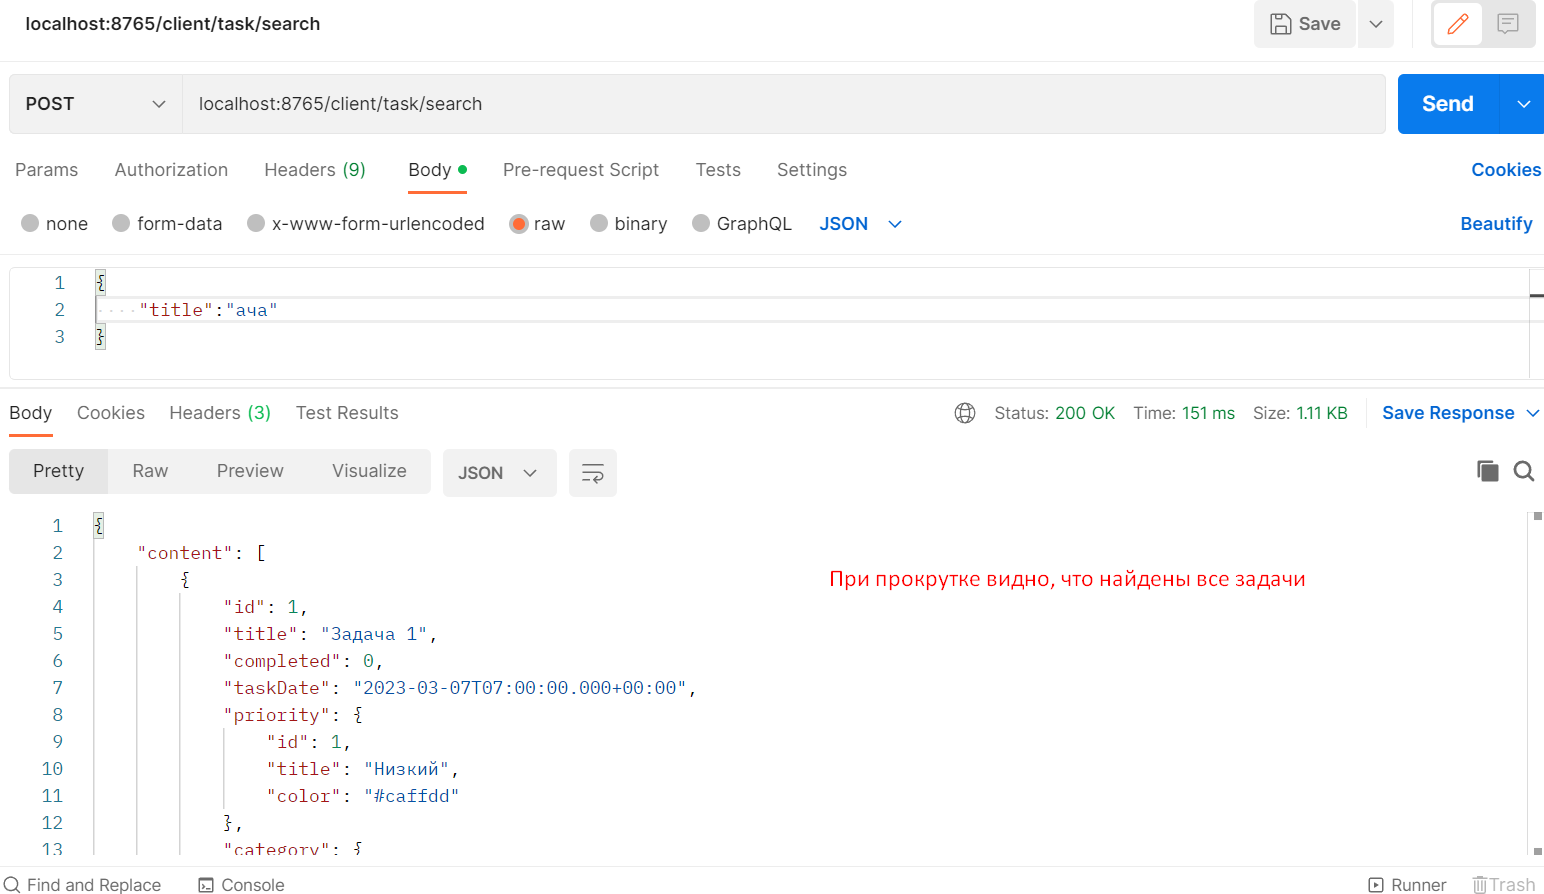 localhost:8765/client/task/search
Save
POST
localhost:8765/client/task/search
Send
Params Authorization Headers (9) Body Pre-request Script Tests Settings Cookies
none form-data x-www-form-urlencoded raw binary GraphQL JSON Beautify
1 {
2 "title":"ача"
3 }
Body Cookies Headers (3) Test Results Status: 200 OK Time: 151 ms Size: 1.11 KB Save Response
Pretty Raw Preview Visualize JSON
1 {
2 "content": [
3 {
При прокрутке видно, что найдены все задачи
4 "id": 1,
5 "title": "Задача 1",
6 "completed": 0,
7 "taskDate": "2023-03-07T07:00:00.000+00:00",
8 "priority": {
9 "id": 1,
10 "title": "Низкий",
11 "color": "#caffdd"
12 },
13 "category": {
Find and Replace Console Runner Trash